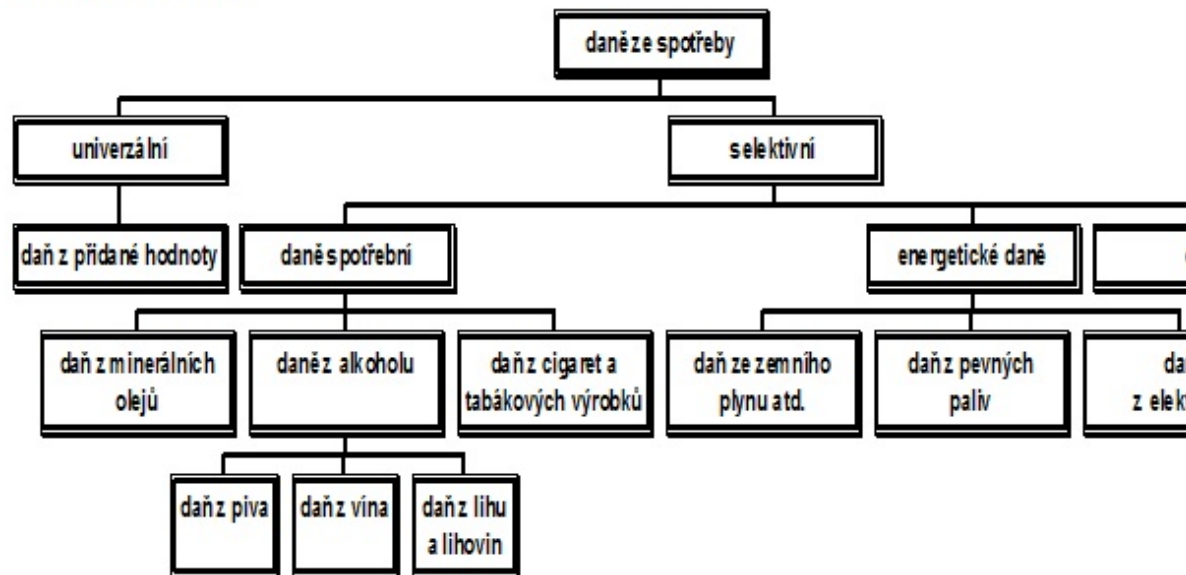 daně ze spotřeby
univerzální
selektivní
daň z přidané hodnoty
daně spotřební
energetické daně
daň z minerálních
olejů
daně z alkoholu
daň z cigaret a
tabákových výrobků
daň ze zemního
plynu atd.
daň z pevných
paliv
z
daň z piva
daň z vína
daň z lihu
a lihovin